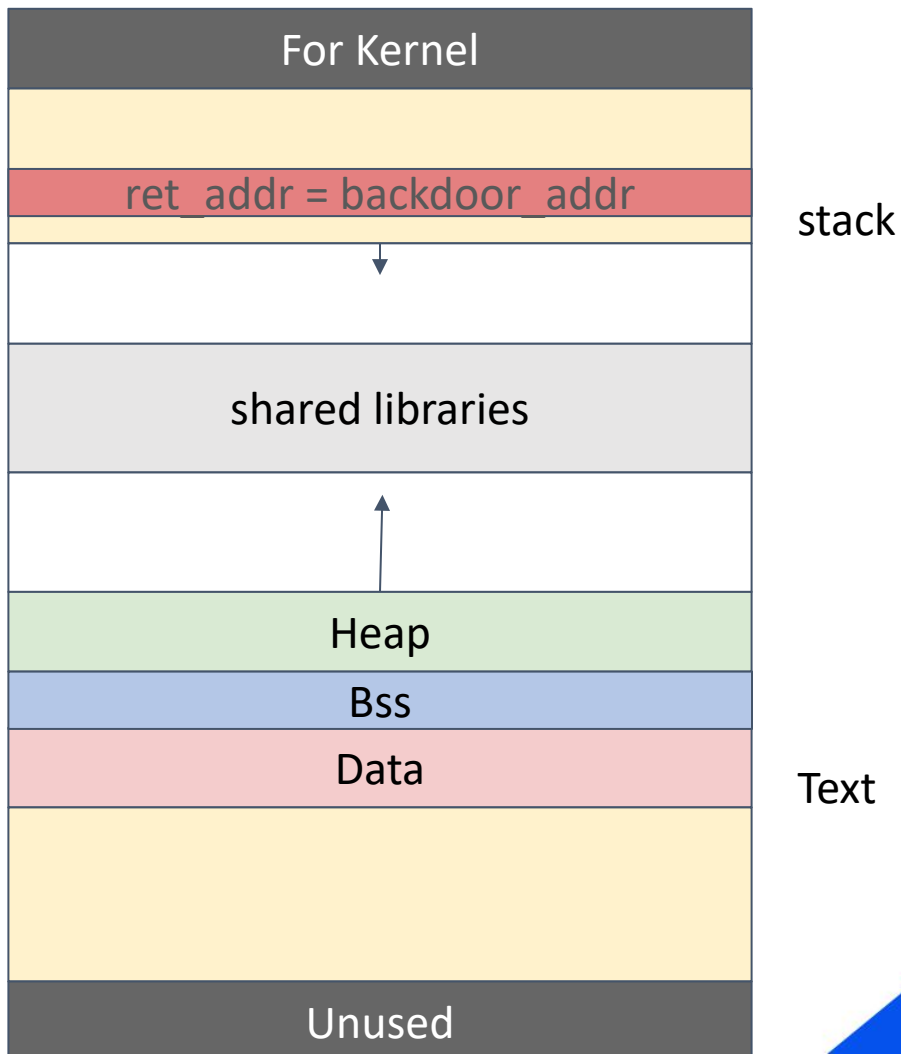 For Kernel
ret_addr = backdoor_addr
stack
shared libraries
Heap
Bss
Data
Text
Unused